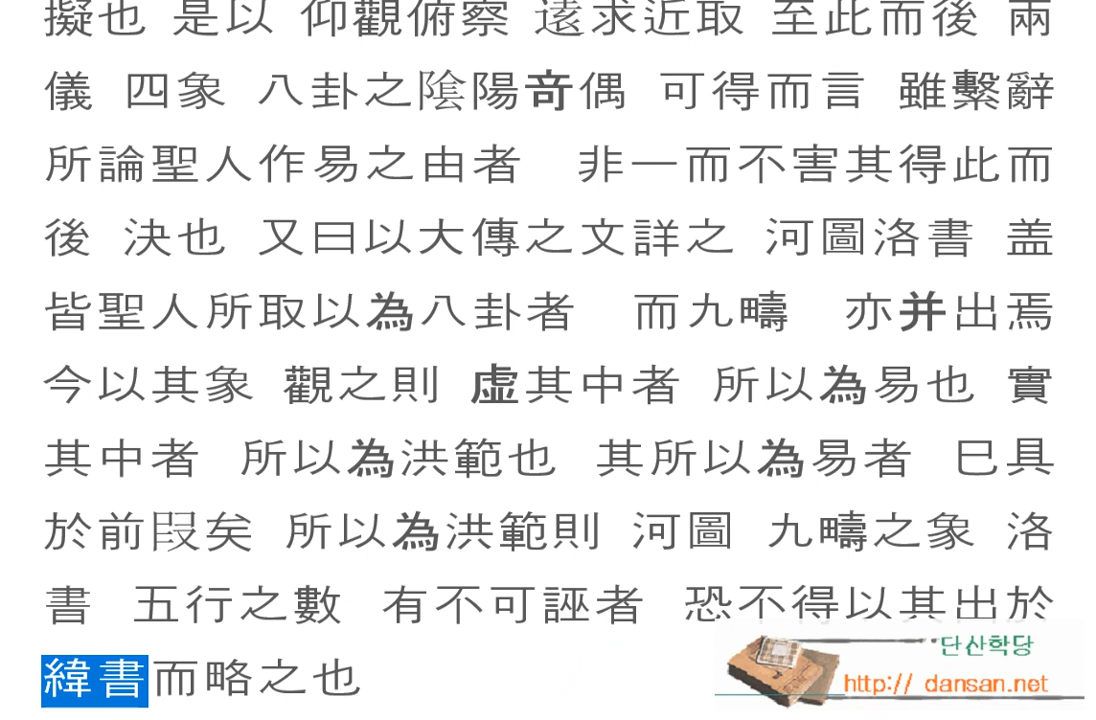 擬也 是以 仰觀俯察 遠求近取 至此而後 兩
儀 四象 八卦之陰陽竒偶 可得而言 雖繫辭
所論聖人作易之由者 非一而不害其得此而
後 決也 又曰以大傳之文詳之 河圖洛書 盖
皆聖人所取以為八卦者 而九疇 亦并出焉
今以其象 觀之則 虛其中者 所以為易也 實
其中者 所以為洪範也 其所以為易者 巳具
於前段矣 所以為洪範則 河圖 九疇之象 洛
書 五行之數 有不可誣者 恐不得以其出於
緯書而略之也
단산학당
http:// dansan.net